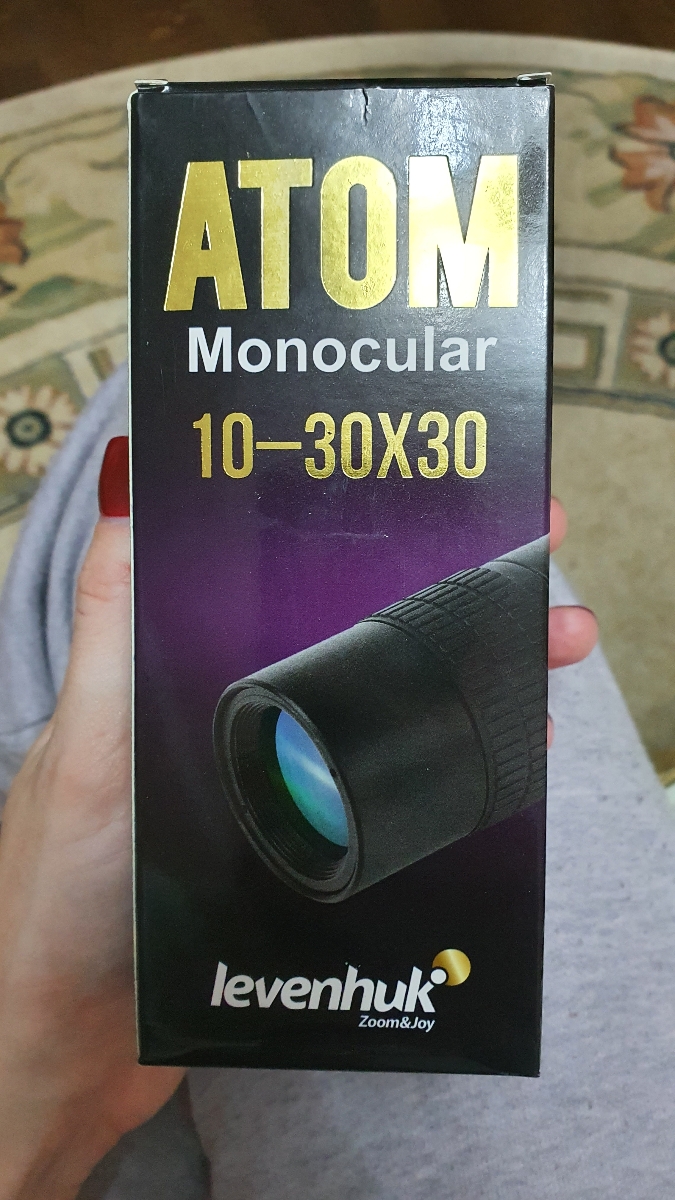 ATOM
Monocular
10–30X30
levenhuk
Zoom&Joy